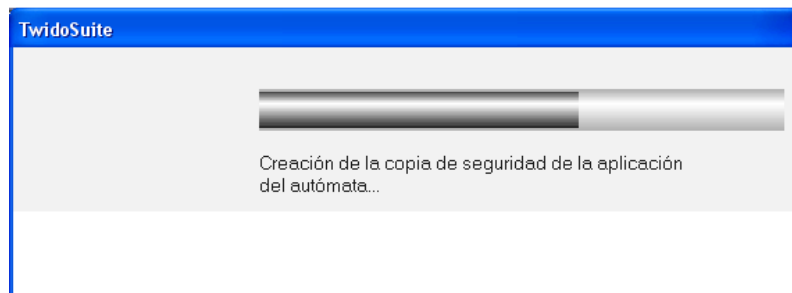 TwidoSuite
Creación de la copia de seguridad de la aplicación
del autómata...